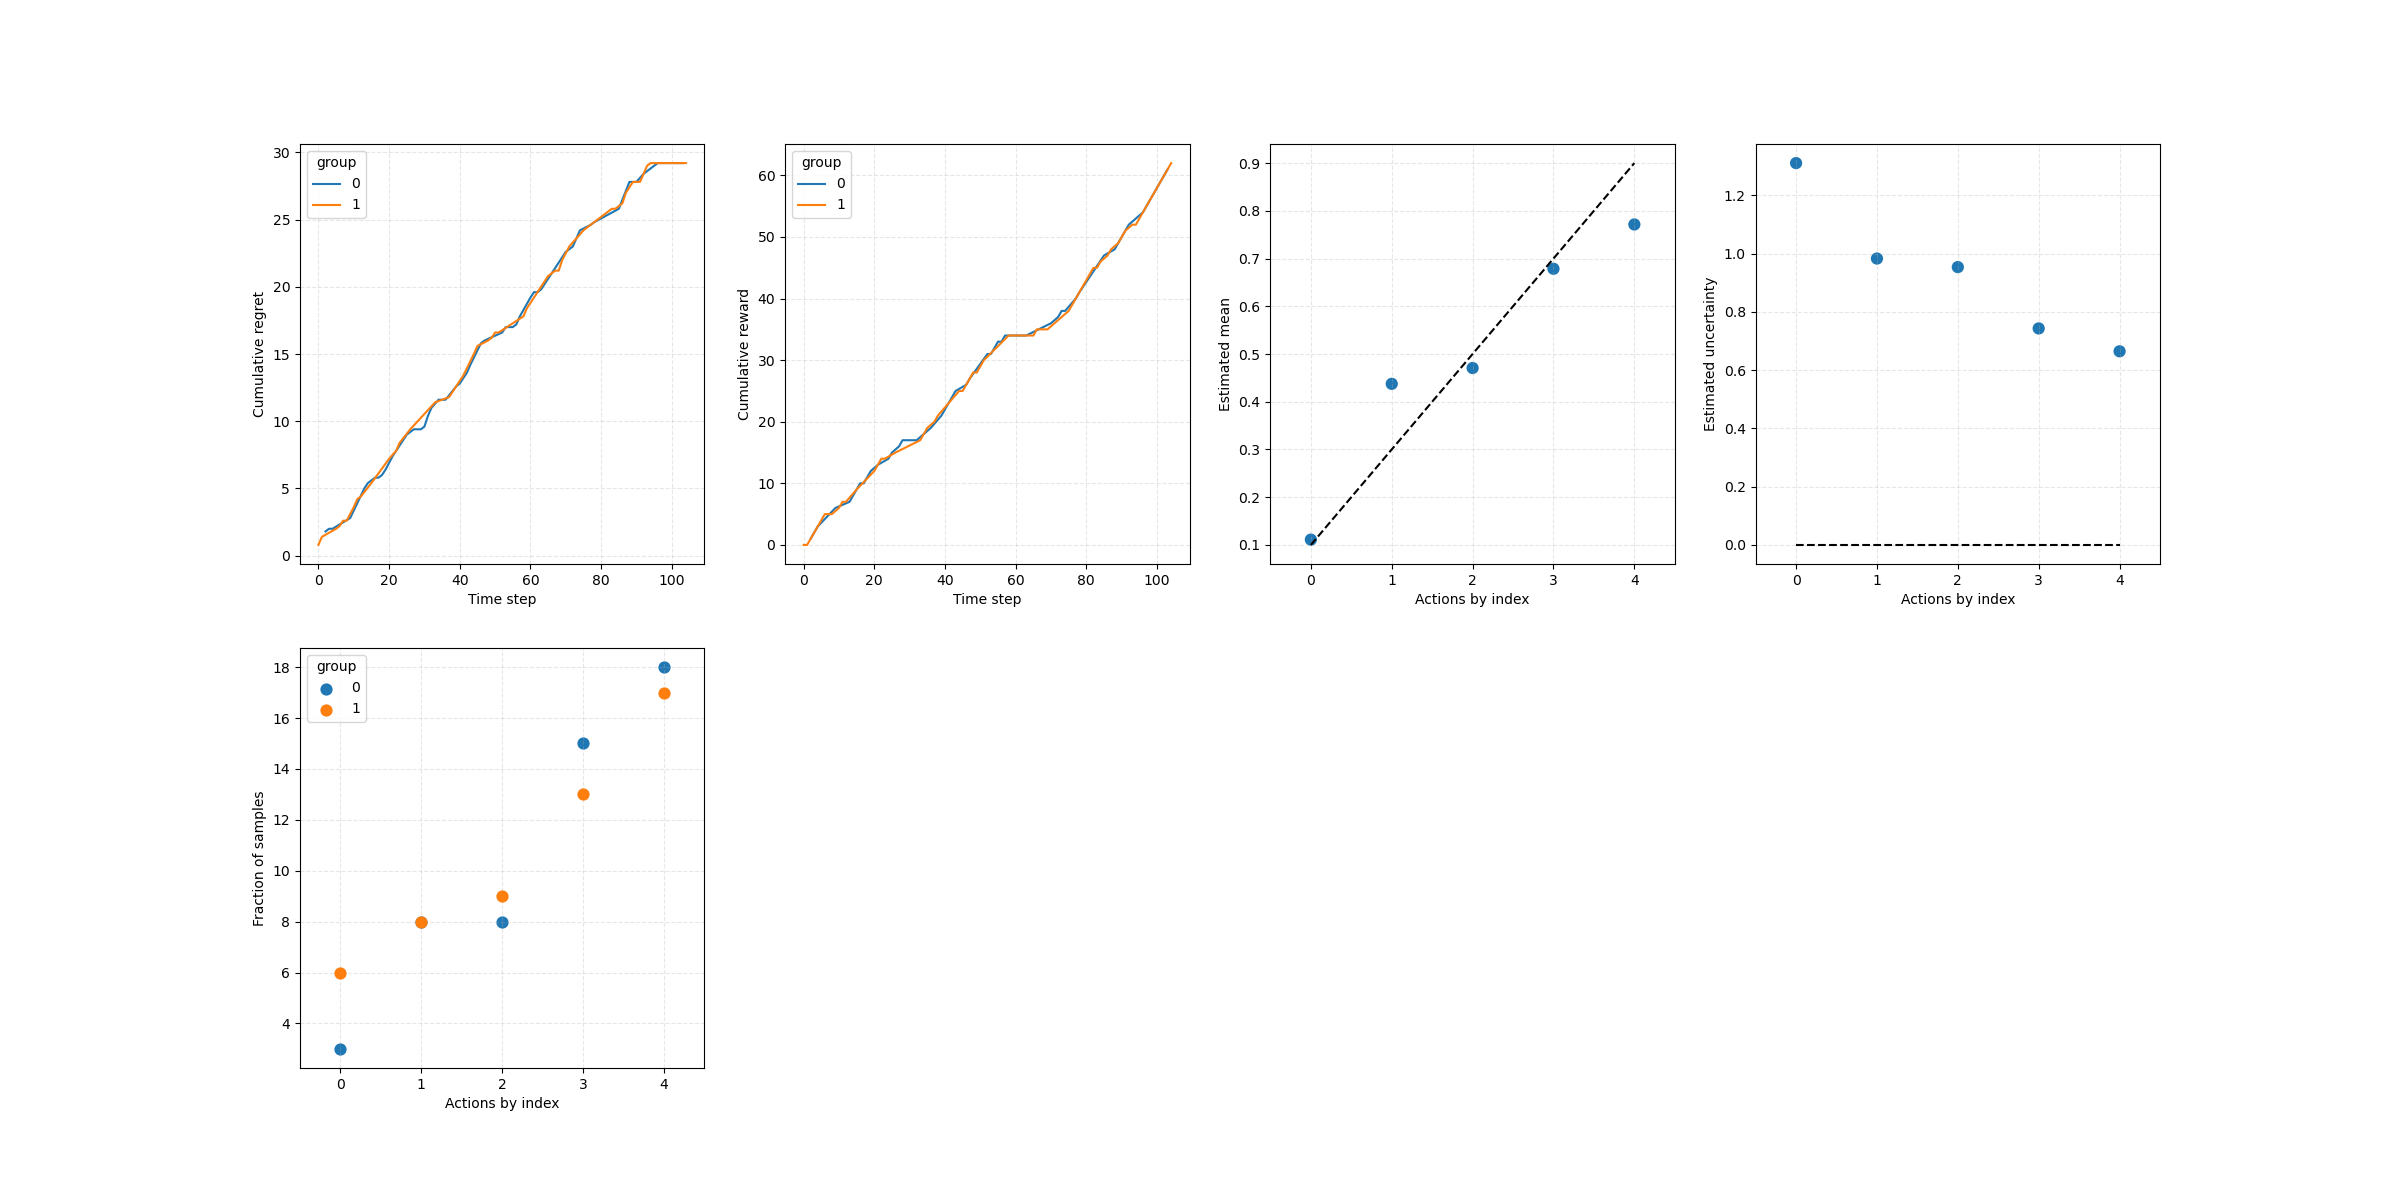 30
25
20
15
10
5
0
Cumulative regret
group
0
1
0 20 40 60 80 100
Time step
60
50
40
30
20
10
0
Cumulative reward
group
0
1
0 20 40 60 80 100
Time step
0.9
0.8
0.7
0.6
0.5
0.4
0.3
0.2
0.1
Estimated mean
0 1 2 3 4
Actions by index
1.2
1.0
0.8
0.6
0.4
0.2
0.0
Estimated uncertainty
0 1 2 3 4
Actions by index
18
16
14
12
10
8
6
4
Fraction of samples
group
0
1
0 1 2 3 4
Actions by index